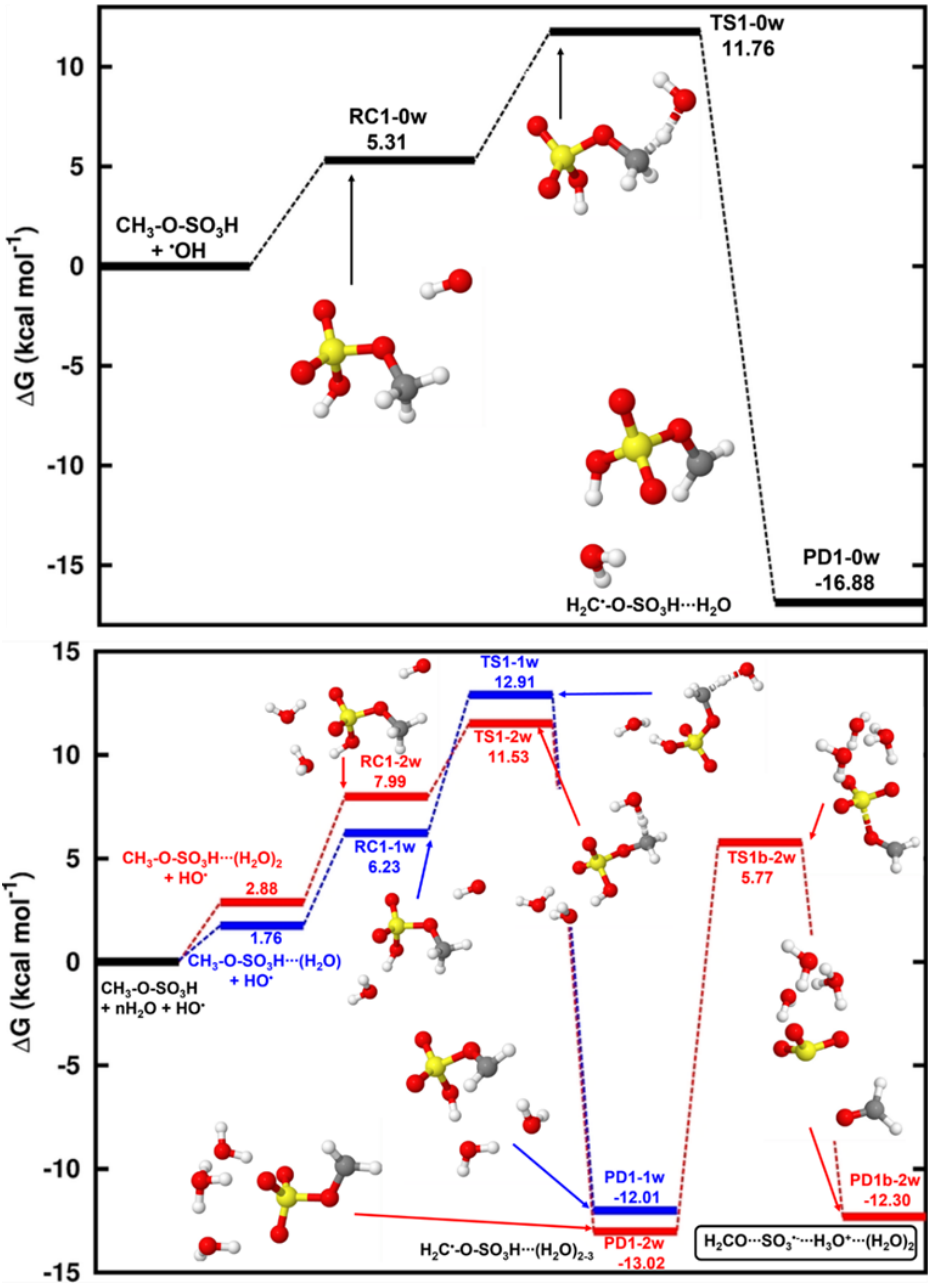 TS1-0w
11.76
10
RC1-0w
5.31
5
CH₃-O-SO₃H
+ •OH
0
ΔG (kcal mol⁻¹)
-5
-10
-15
PD1-0w
-16.88
H₂C•-O-SO₃H···H₂O
15
TS1-1w
12.91
10
TS1-2w
11.53
RC1-2w
7.99
RC1-1w
6.23
5
TS1b-2w
5.77
CH₃-O-SO₃H···(H₂O)₂
+ HO•
2.88
1.76
0
CH₃-O-SO₃H···(H₂O)
+ HO•
CH₃-O-SO₃H
+ nH₂O + HO•
ΔG (kcal mol⁻¹)
-5
-10
PD1-1w
-12.01
PD1b-2w
-12.30
PD1-2w
-13.02
H₂C•-O-SO₃H···(H₂O)₂₋₃
H₂CO···SO₃•⁻···H₃O⁺···(H₂O)₂
-15